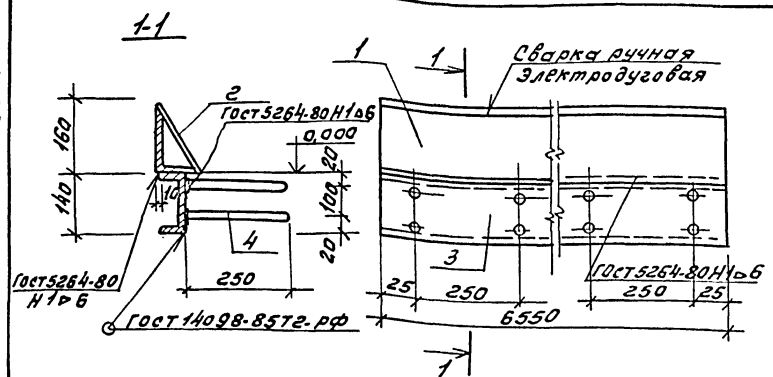 1-1
2
ГОСТ 5264-80 Н1▷6
0,000
160
140
10
20
100
20
4
250
ГОСТ 5264-80
Н1▷6
ГОСТ 14098-85 Т2-РФ
1
1
Сварка ручная
электродуговая
3
ГОСТ 5264-80 Н1▷6
25
250
250
25
6550
1